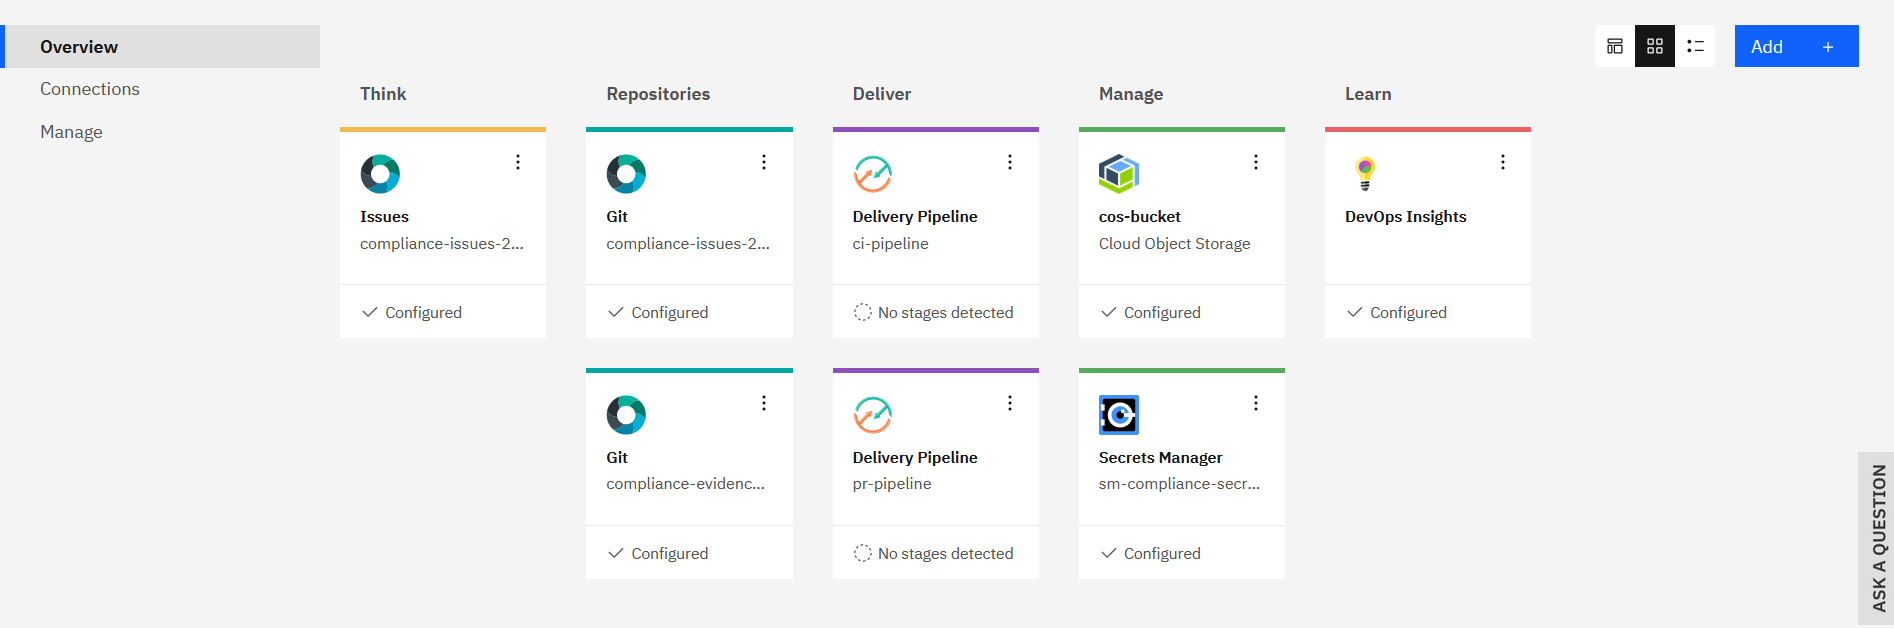 Overview
Connections
Manage
Add +
Think
Repositories
Deliver
Manage
Learn
Issues
compliance-issues-2...
Configured
Git
compliance-issues-2...
Configured
Delivery Pipeline
ci-pipeline
No stages detected
cos-bucket
Cloud Object Storage
Configured
DevOps Insights
Configured
Git
compliance-evidenc...
Configured
Delivery Pipeline
pr-pipeline
No stages detected
Secrets Manager
sm-compliance-secr...
Configured
ASK A QUESTION